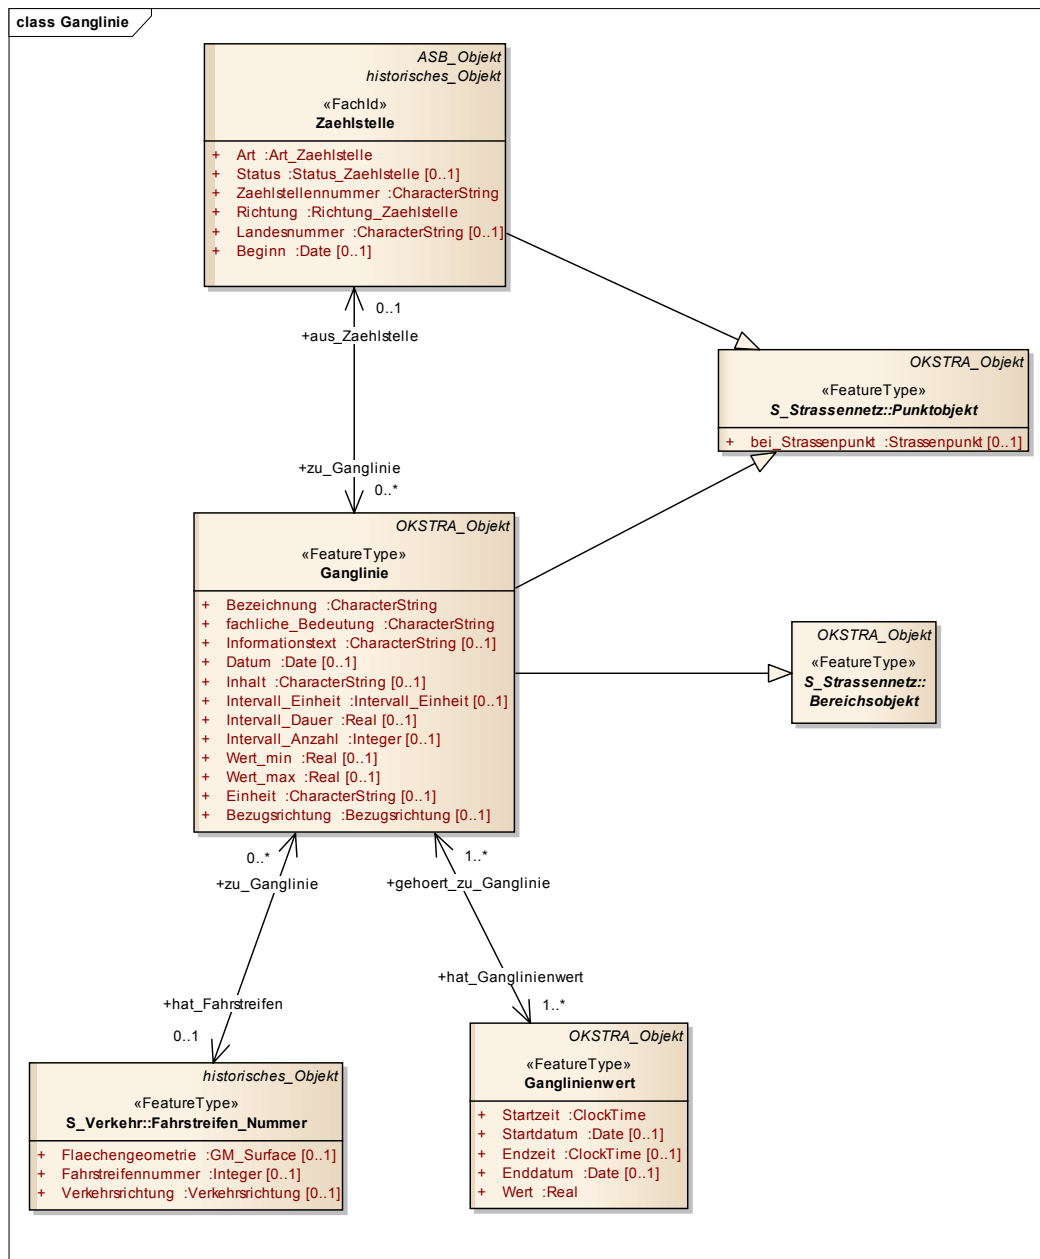 class Ganglinie
ASB_Objekt
historisches_Objekt
«FachId»
Zaehlstelle
+ Art :Art_Zaehlstelle
+ Status :Status_Zaehlstelle [0..1]
+ Zaehlstellennummer :CharacterString
+ Richtung :Richtung_Zaehlstelle
+ Landesnummer :CharacterString [0..1]
+ Beginn :Date [0..1]
0..1
+aus_Zaehlstelle
OKSTRA_Objekt
«FeatureType»
S_Strassennetz::Punktobjekt
+ bei_Strassenpunkt :Strassenpunkt [0..1]
+zu_Ganglinie
0..*
OKSTRA_Objekt
«FeatureType»
Ganglinie
+ Bezeichnung :CharacterString
+ fachliche_Bedeutung :CharacterString
+ Informationstext :CharacterString [0..1]
+ Datum :Date [0..1]
+ Inhalt :CharacterString [0..1]
+ Intervall_Einheit :Intervall_Einheit [0..1]
+ Intervall_Dauer :Real [0..1]
+ Intervall_Anzahl :Integer [0..1]
+ Wert_min :Real [0..1]
+ Wert_max :Real [0..1]
+ Einheit :CharacterString [0..1]
+ Bezugsrichtung :Bezugsrichtung [0..1]
OKSTRA_Objekt
«FeatureType»
S_Strassennetz::
Bereichsobjekt
0..*
+zu_Ganglinie
1..*
+gehoert_zu_Ganglinie
+hat_Fahrstreifen
0..1
+hat_Ganglinienwert
1..*
historisches_Objekt
«FeatureType»
S_Verkehr::Fahrstreifen_Nummer
+ Flaechengeometrie :GM_Surface [0..1]
+ Fahrstreifennummer :Integer [0..1]
+ Verkehrsrichtung :Verkehrsrichtung [0..1]
OKSTRA_Objekt
«FeatureType»
Ganglinienwert
+ Startzeit :ClockTime
+ Startdatum :Date [0..1]
+ Endzeit :ClockTime [0..1]
+ Enddatum :Date [0..1]
+ Wert :Real